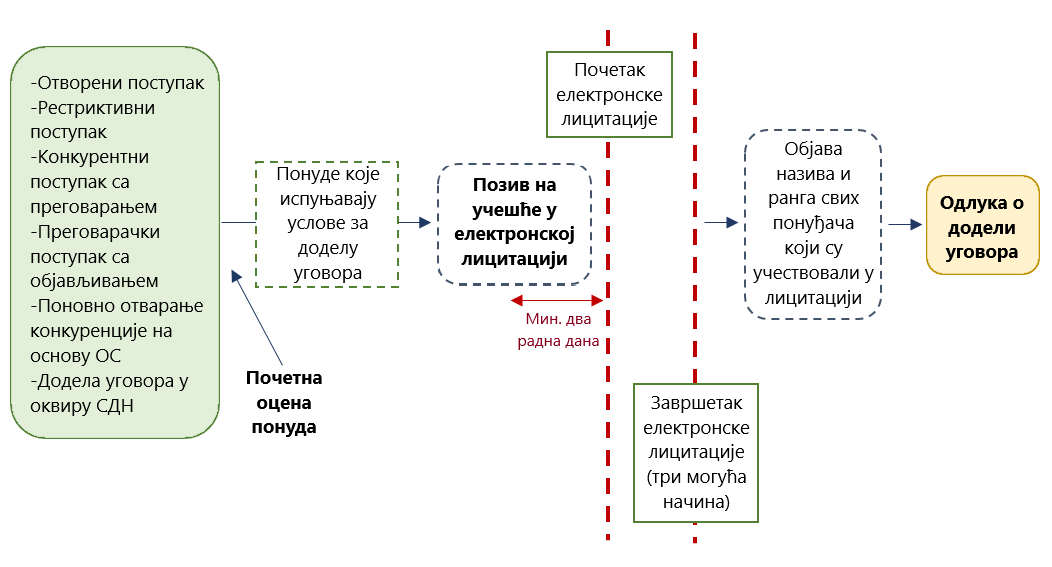 -Отворени поступак
-Рестриктивни
поступак
-Конкурентни
поступак са
преговарањем
-Преговарачки
поступак са
објављивањем
-Поновно отварање
конкуренције на
основу ОС
-Додела уговора у
оквиру СДН
Почетна
оцена
понуда
Понуде које
испуњавају
услове за
доделу
уговора
Позив на
учешће у
електронској
лицитацији
Мин. два
радна дана
Почетак
електронске
лицитације
Завршетак
електронске
лицитације
(три могућа
начина)
Објава
назива и
ранга свих
понуђача
који су
учествовали у
лицитацији
Одлука о
додели
уговора